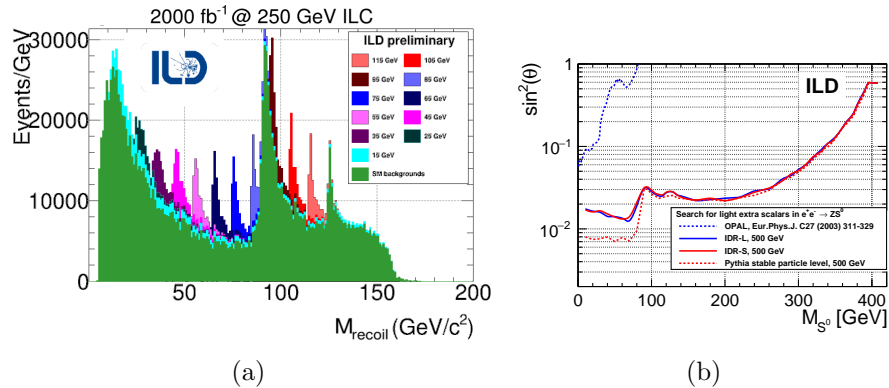 2000 fb⁻¹ @ 250 GeV ILC
Events/GeV
30000
20000
10000
0
ILD
ILD preliminary
115 GeV 105 GeV
95 GeV 85 GeV
75 GeV 65 GeV
55 GeV 45 GeV
35 GeV 25 GeV
15 GeV
SM backgrounds
50 100 150 200
M_recoil (GeV/c²)
(a)
sin²(θ)
1
10⁻¹
10⁻²
ILD
Search for light extra scalars in e⁺e⁻ → ZS⁰
OPAL, Eur.Phys.J. C27 (2003) 311-329
IDR-L, 500 GeV
IDR-S, 500 GeV
Pythia stable particle level, 500 GeV
0 100 200 300 400
M_S⁰ [GeV]
(b)